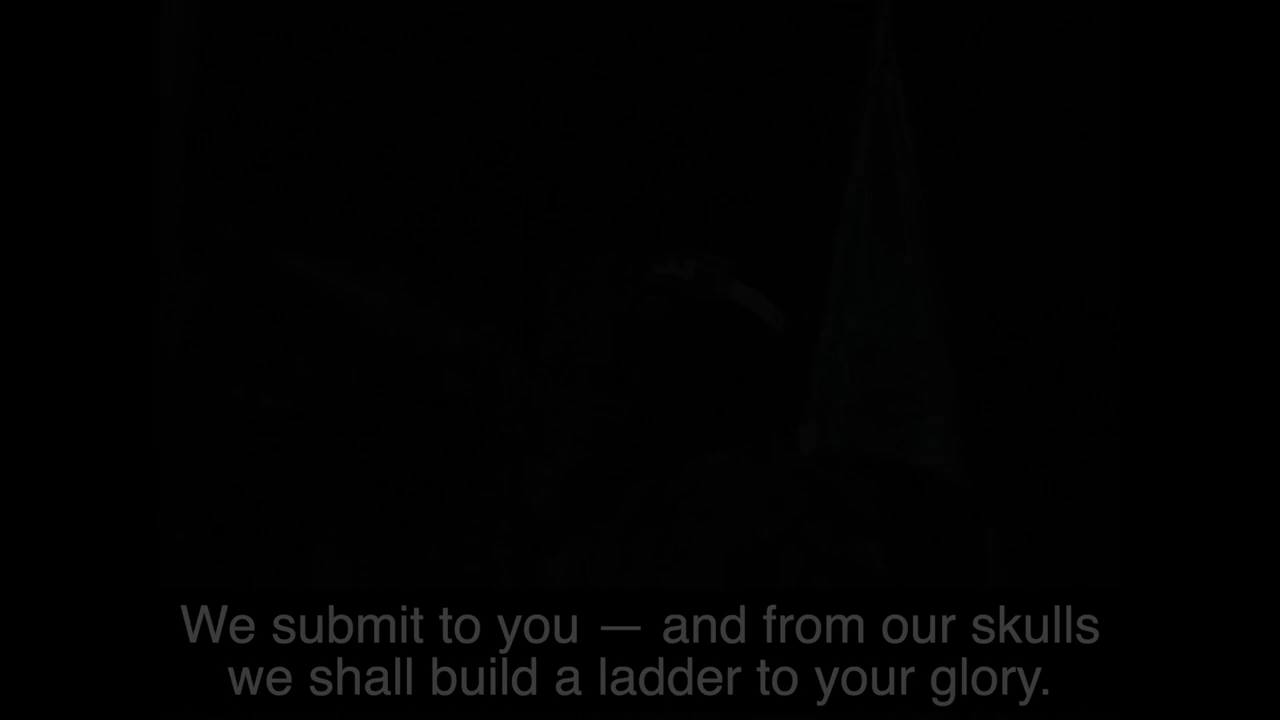 We submit to you — and from our skulls
we shall build a ladder to your glory.